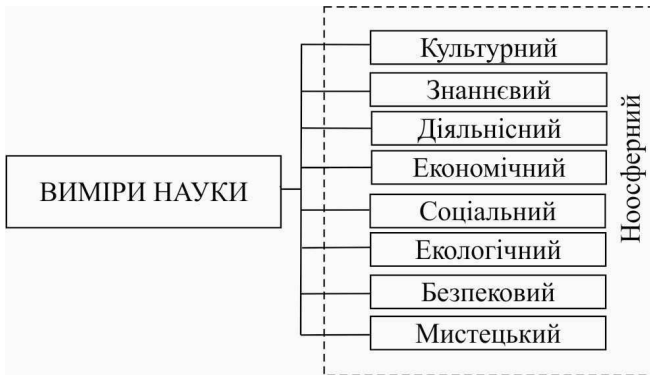 ВИМІРИ НАУКИ
Культурний
Знаннєвий
Діяльнісний
Економічний
Соціальний
Екологічний
Безпековий
Мистецький
Ноосферний